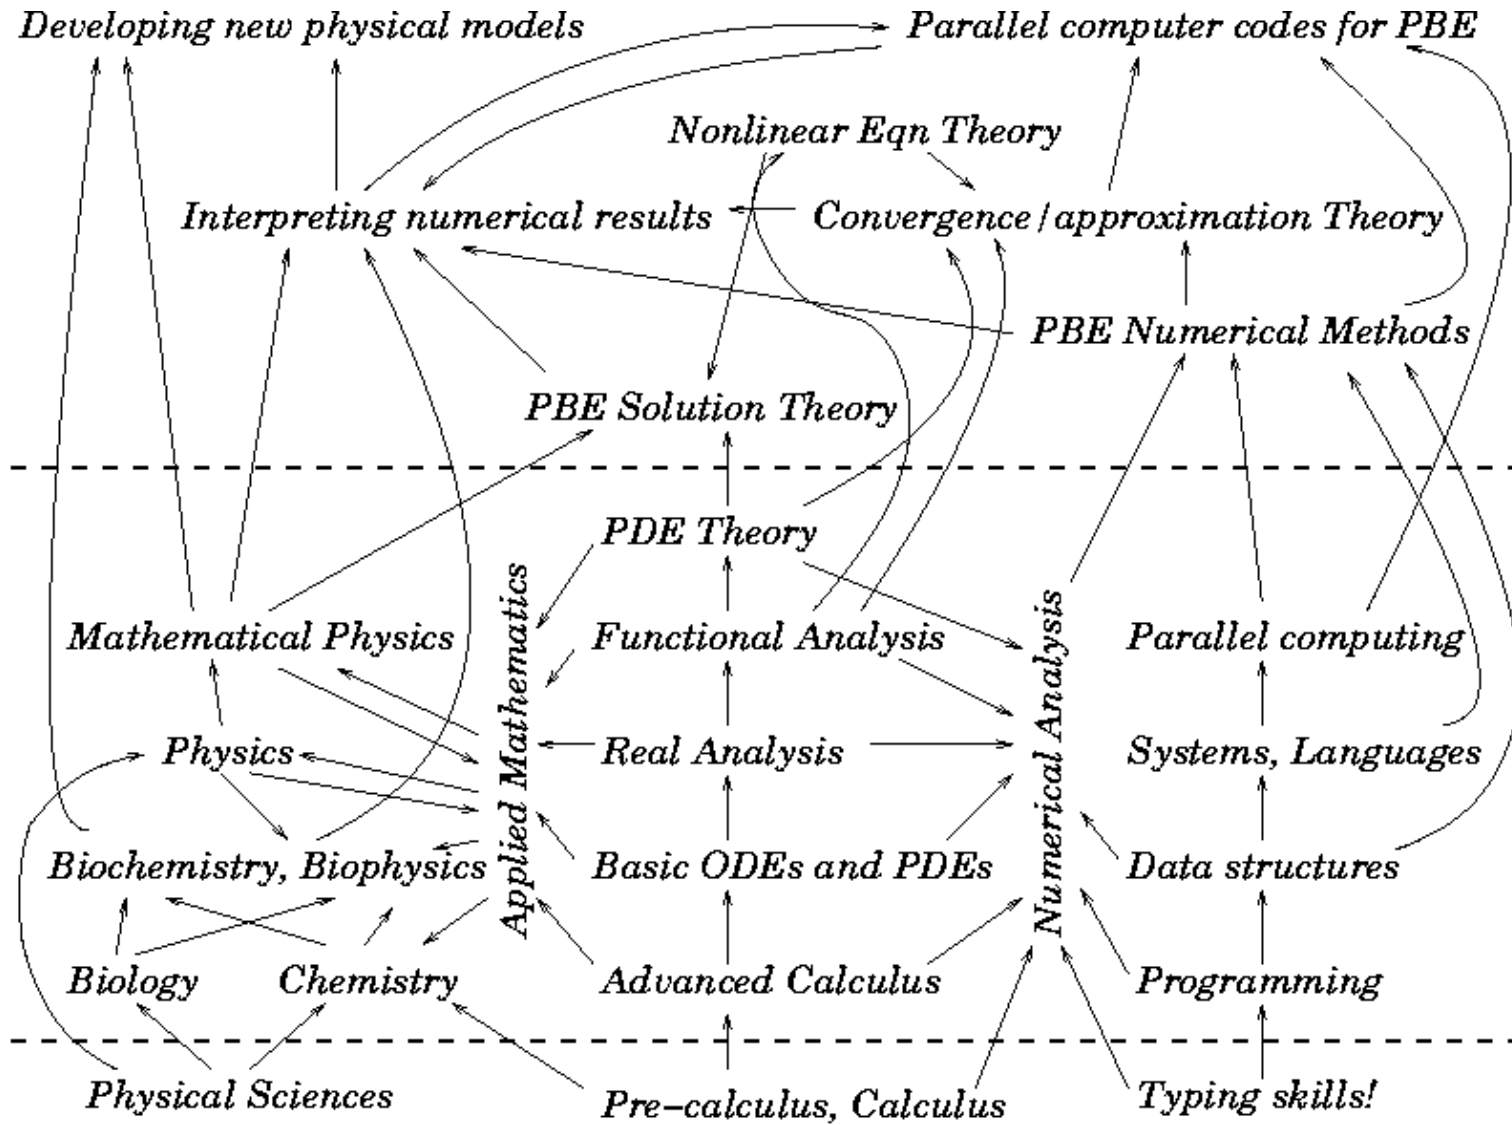 Developing new physical models
Parallel computer codes for PBE
Nonlinear Eqn Theory
Interpreting numerical results
Convergence/approximation Theory
PBE Numerical Methods
PBE Solution Theory
PDE Theory
Applied Mathematics
Numerical Analysis
Mathematical Physics
Functional Analysis
Parallel computing
Physics
Real Analysis
Systems, Languages
Biochemistry, Biophysics
Basic ODEs and PDEs
Data structures
Biology
Chemistry
Advanced Calculus
Programming
Physical Sciences
Pre-calculus, Calculus
Typing skills!